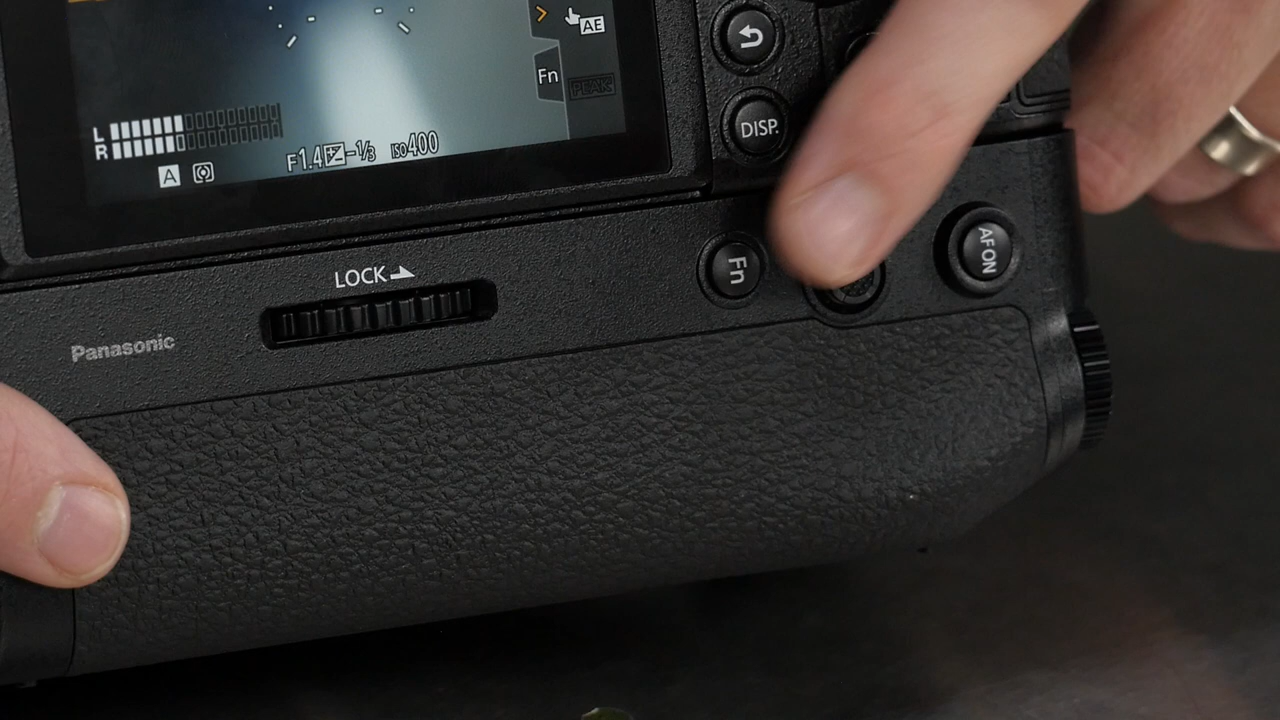 AE
Fn
PEAK
L
R
A
F1.4 -1/3 ISO400
DISP.
LOCK
Fn
AF ON
Panasonic